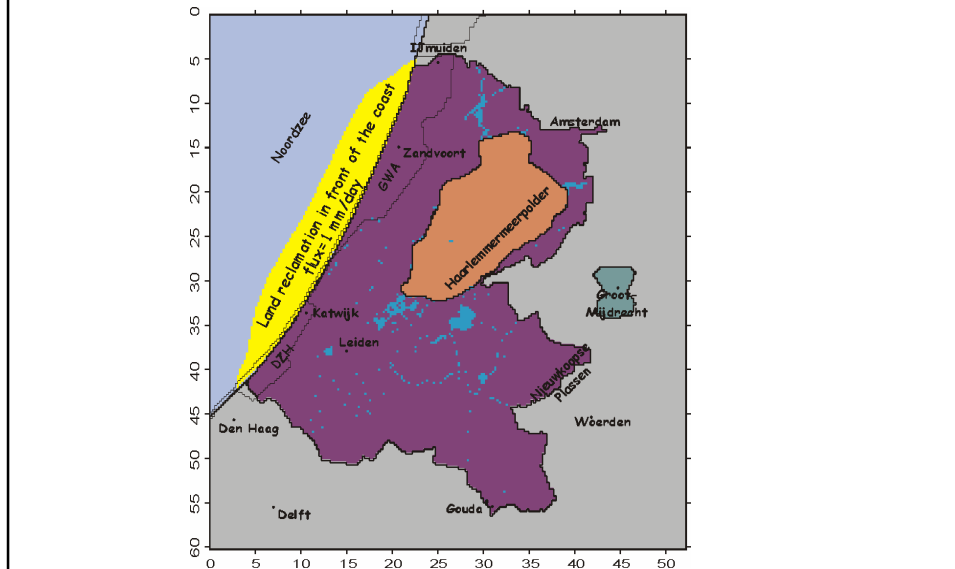 0
5
10
15
20
25
30
35
40
45
50
55
60
IJmuiden
Noordzee
Land reclamation in front of the coast
flux=1 mm/day
Amsterdam
Zandvoort
GWA
Haarlemmermeerpolder
Groot-
Mijdrecht
Katwijk
Leiden
DZH
Nieuwkoopse
Plassen
Den Haag
Woerden
Gouda
Delft
0 5 10 15 20 25 30 35 40 45 50